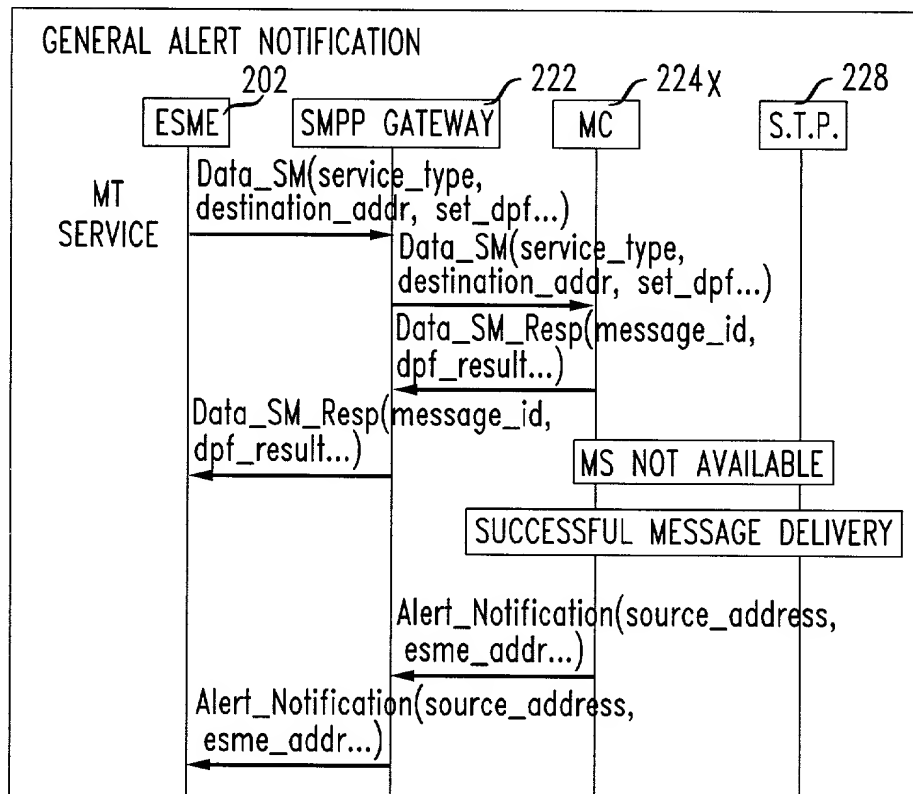 GENERAL ALERT NOTIFICATION
202
222
224X
228
ESME
SMPP GATEWAY
MC
S.T.P.
MT
SERVICE
Data_SM(service_type,
destination_addr, set_dpf...)
Data_SM(service_type,
destination_addr, set_dpf...)
Data_SM_Resp(message_id,
dpf_result...)
Data_SM_Resp(message_id,
dpf_result...)
MS NOT AVAILABLE
SUCCESSFUL MESSAGE DELIVERY
Alert_Notification(source_address,
esme_addr...)
Alert_Notification(source_address,
esme_addr...)